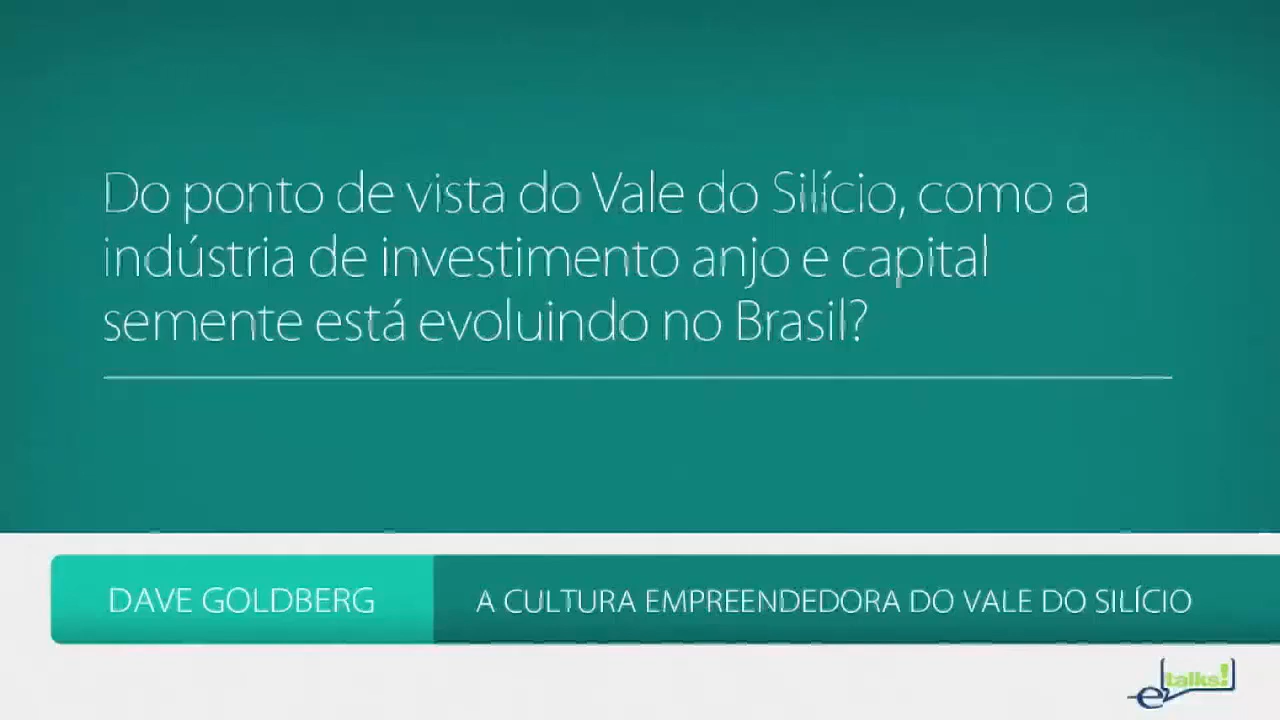 Do ponto de vista do Vale do Silício, como a
indústria de investimento anjo e capital
semente está evoluindo no Brasil?
DAVE GOLDBERG
A CULTURA EMPREENDEDORA DO VALE DO SILÍCIO
e talks!